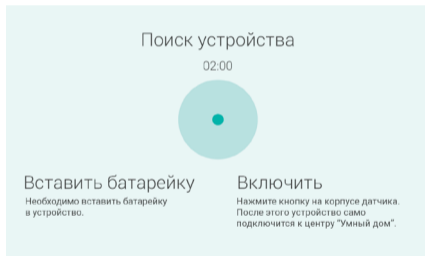 Поиск устройства
02:00
Вставить батарейку
Необходимо вставить батарейку
в устройство.
Включить
Нажмите кнопку на корпусе датчика.
После этого устройство само
подключится к центру "Умный дом".